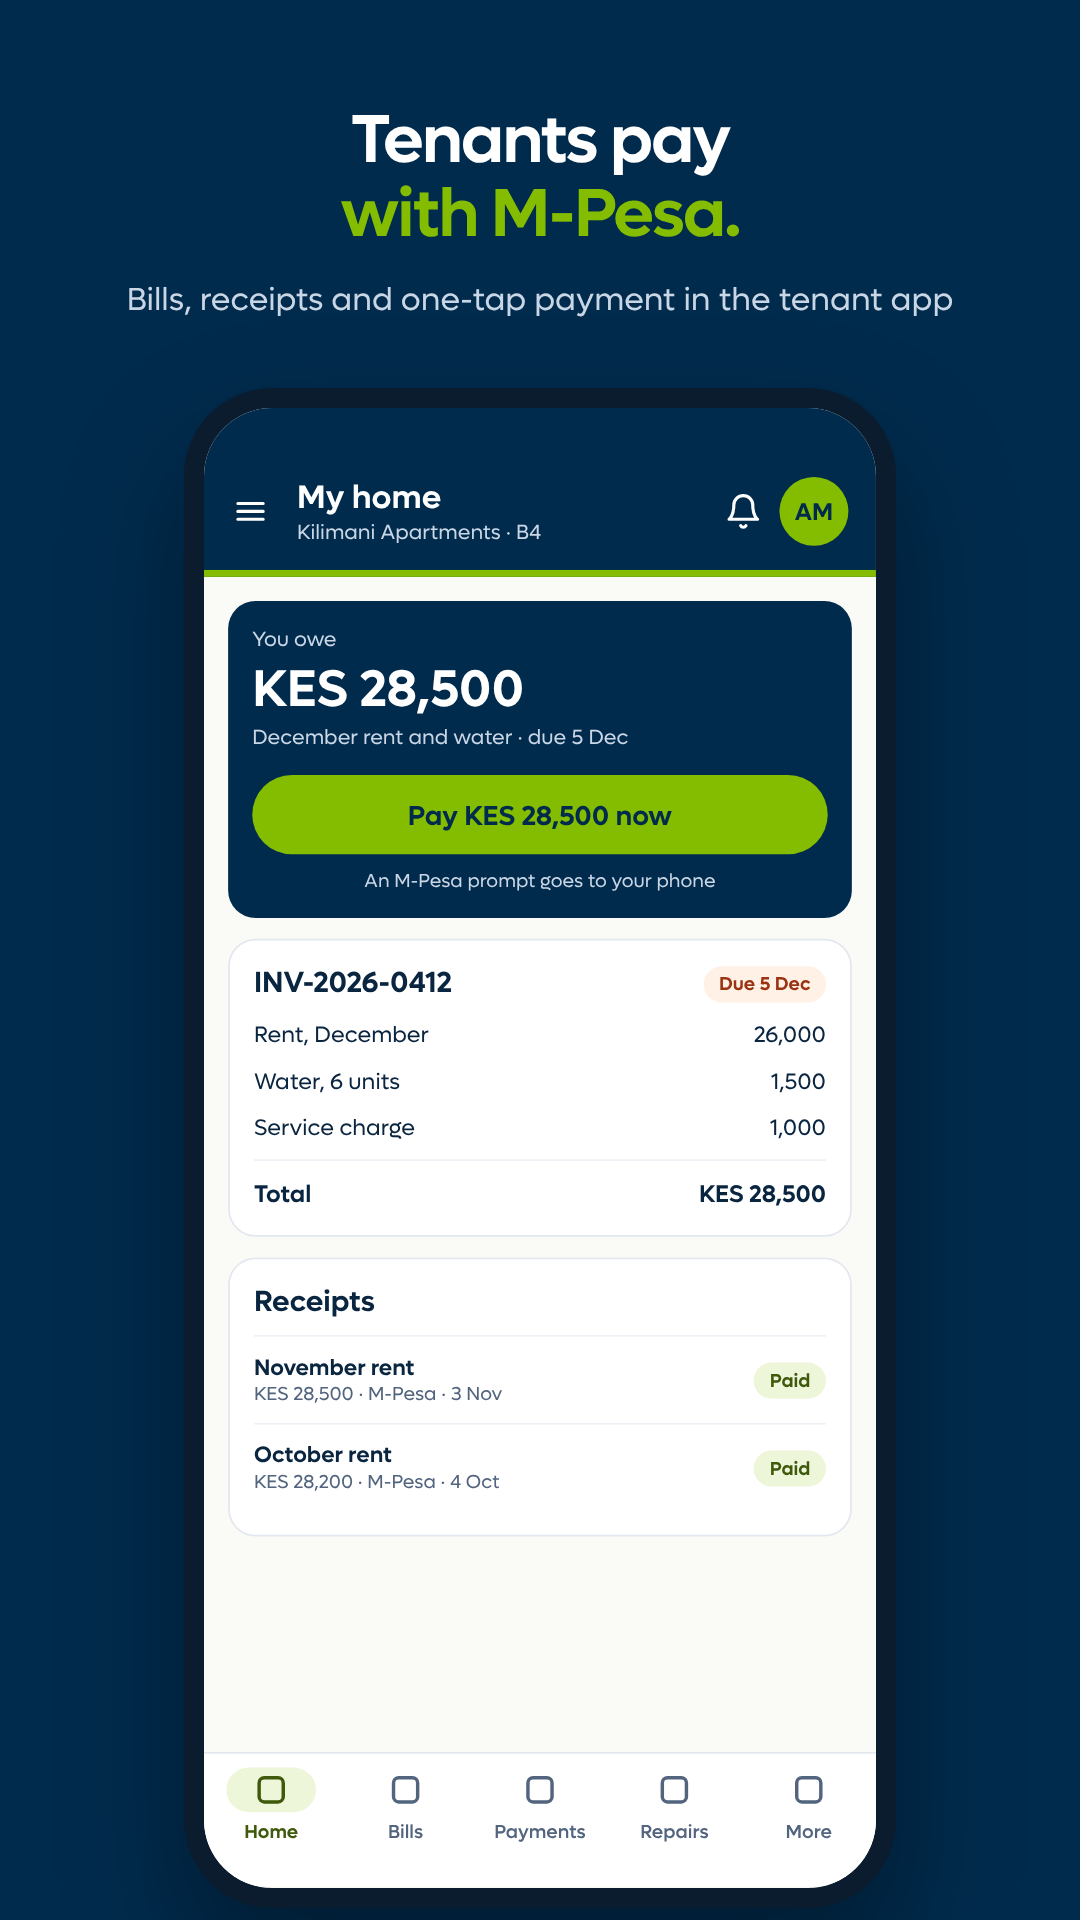 Tenants pay
with M-Pesa.
Bills, receipts and one-tap payment in the tenant app
My home
Kilimani Apartments · B4
AM
You owe
KES 28,500
December rent and water · due 5 Dec
Pay KES 28,500 now
An M-Pesa prompt goes to your phone
INV-2026-0412
Due 5 Dec
Rent, December 26,000
Water, 6 units 1,500
Service charge 1,000
Total KES 28,500
Receipts
November rent
KES 28,500 · M-Pesa · 3 Nov
Paid
October rent
KES 28,200 · M-Pesa · 4 Oct
Paid
Home Bills Payments Repairs More